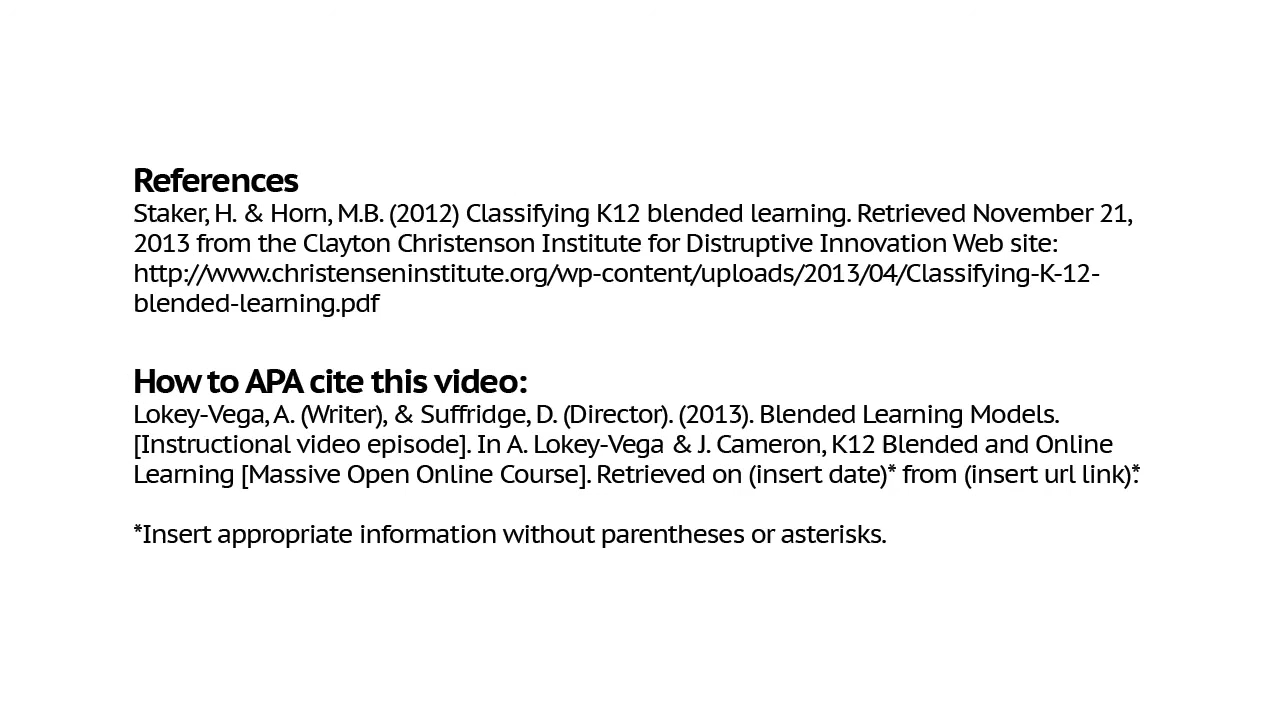 References
Staker, H. & Horn, M.B. (2012) Classifying K12 blended learning. Retrieved November 21,
2013 from the Clayton Christenson Institute for Distruptive Innovation Web site:
http://www.christenseninstitute.org/wp-content/uploads/2013/04/Classifying-K-12-
blended-learning.pdf
How to APA cite this video:
Lokey-Vega, A. (Writer), & Suffridge, D. (Director). (2013). Blended Learning Models.
[Instructional video episode]. In A. Lokey-Vega & J. Cameron, K12 Blended and Online
Learning [Massive Open Online Course]. Retrieved on (insert date)* from (insert url link)*.
*Insert appropriate information without parentheses or asterisks.